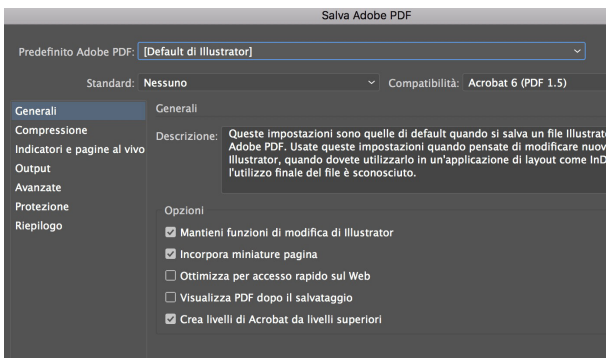 Salva Adobe PDF
Predefinito Adobe PDF: [Default di Illustrator]
Standard: Nessuno Compatibilità: Acrobat 6 (PDF 1.5)
Generali
Compressione
Indicatori e pagine al vivo
Output
Avanzate
Protezione
Riepilogo
Generali
Descrizione: Queste impostazioni sono quelle di default quando si salva un file
Adobe PDF. Usate queste impostazioni quando pensate di modificare
Illustrator, quando dovete utilizzarlo in un'applicazione di layout come
l'utilizzo finale del file è sconosciuto.
Opzioni
Mantieni funzioni di modifica di Illustrator
Incorpora miniature pagina
Ottimizza per accesso rapido sul Web
Visualizza PDF dopo il salvataggio
Crea livelli di Acrobat da livelli superiori